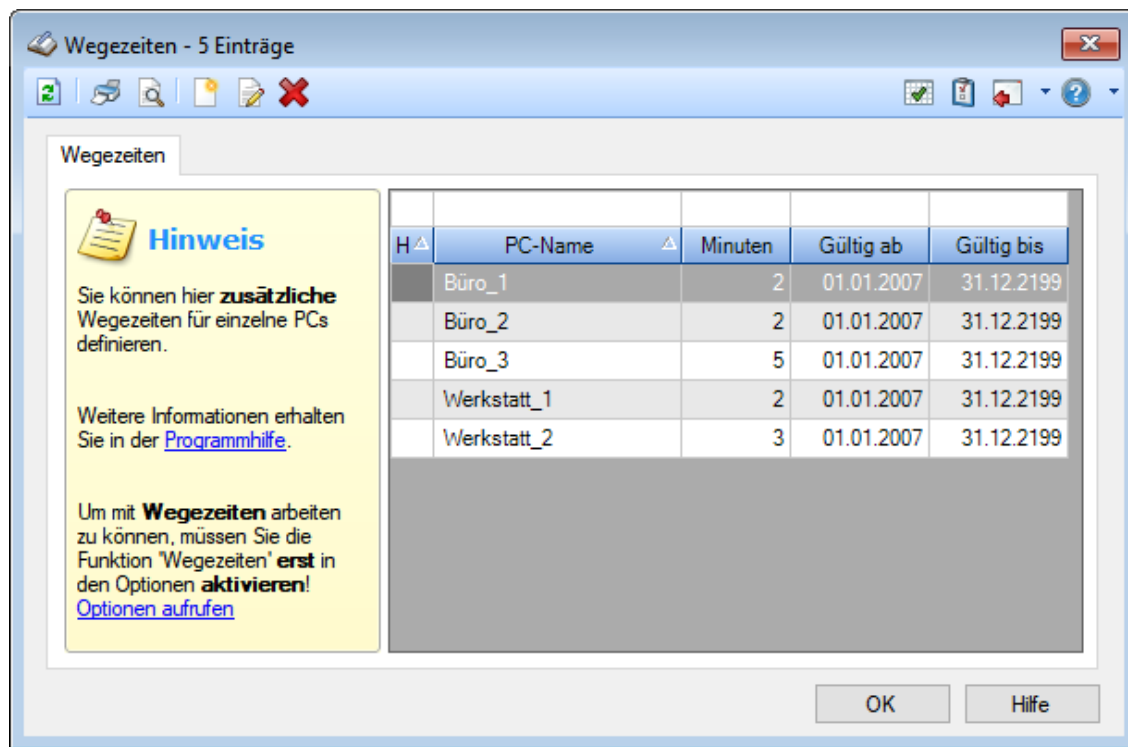 Wegezeiten - 5 Einträge
Wegezeiten
Hinweis
Sie können hier zusätzliche
Wegezeiten für einzelne PCs
definieren.
Weitere Informationen erhalten
Sie in der Programmhilfe.
Um mit Wegezeiten arbeiten
zu können, müssen Sie die
Funktion 'Wegezeiten' erst in
den Optionen aktivieren!
Optionen aufrufen
H PC-Name Minuten Gültig ab Gültig bis
Büro_1 2 01.01.2007 31.12.2199
Büro_2 2 01.01.2007 31.12.2199
Büro_3 5 01.01.2007 31.12.2199
Werkstatt_1 2 01.01.2007 31.12.2199
Werkstatt_2 3 01.01.2007 31.12.2199
OK Hilfe